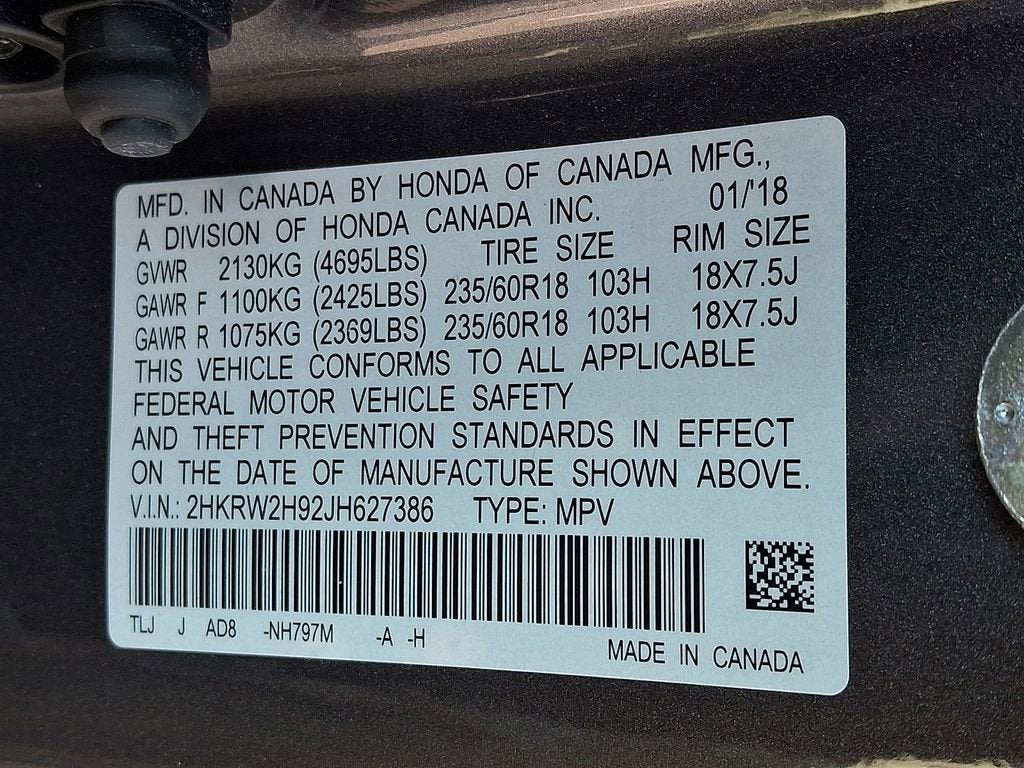 MFD. IN CANADA BY HONDA OF CANADA MFG.,
A DIVISION OF HONDA CANADA INC. 01/'18
GVWR 2130KG (4695LBS) TIRE SIZE RIM SIZE
GAWR F 1100KG (2425LBS) 235/60R18 103H 18X7.5J
GAWR R 1075KG (2369LBS) 235/60R18 103H 18X7.5J
THIS VEHICLE CONFORMS TO ALL APPLICABLE
FEDERAL MOTOR VEHICLE SAFETY
AND THEFT PREVENTION STANDARDS IN EFFECT
ON THE DATE OF MANUFACTURE SHOWN ABOVE.
V.I.N.: 2HKRW2H92JH627386 TYPE: MPV
TLJ J AD8 -NH797M -A -H
MADE IN CANADA